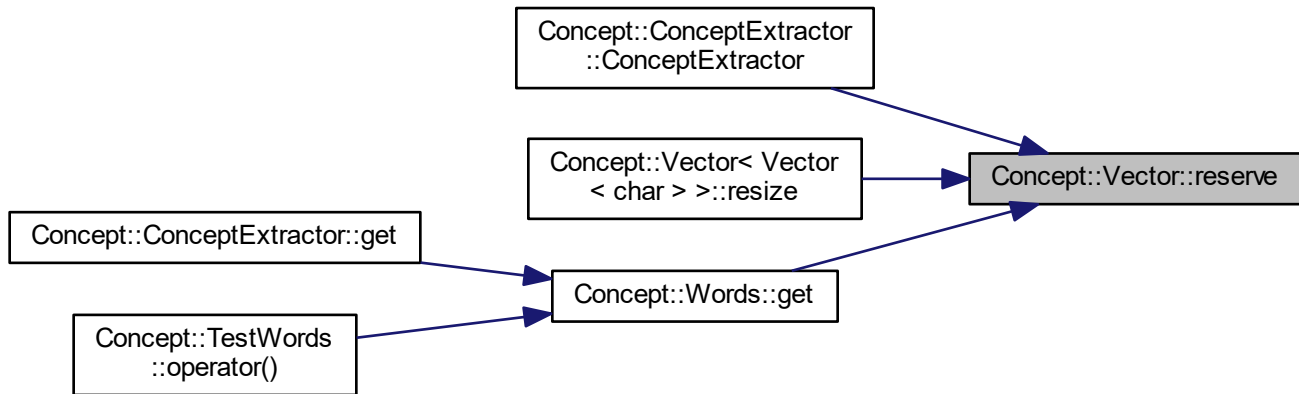 Concept::ConceptExtractor
::ConceptExtractor
Concept::Vector< Vector
< char > >::resize
Concept::Vector::reserve
Concept::ConceptExtractor::get
Concept::Words::get
Concept::TestWords
::operator()